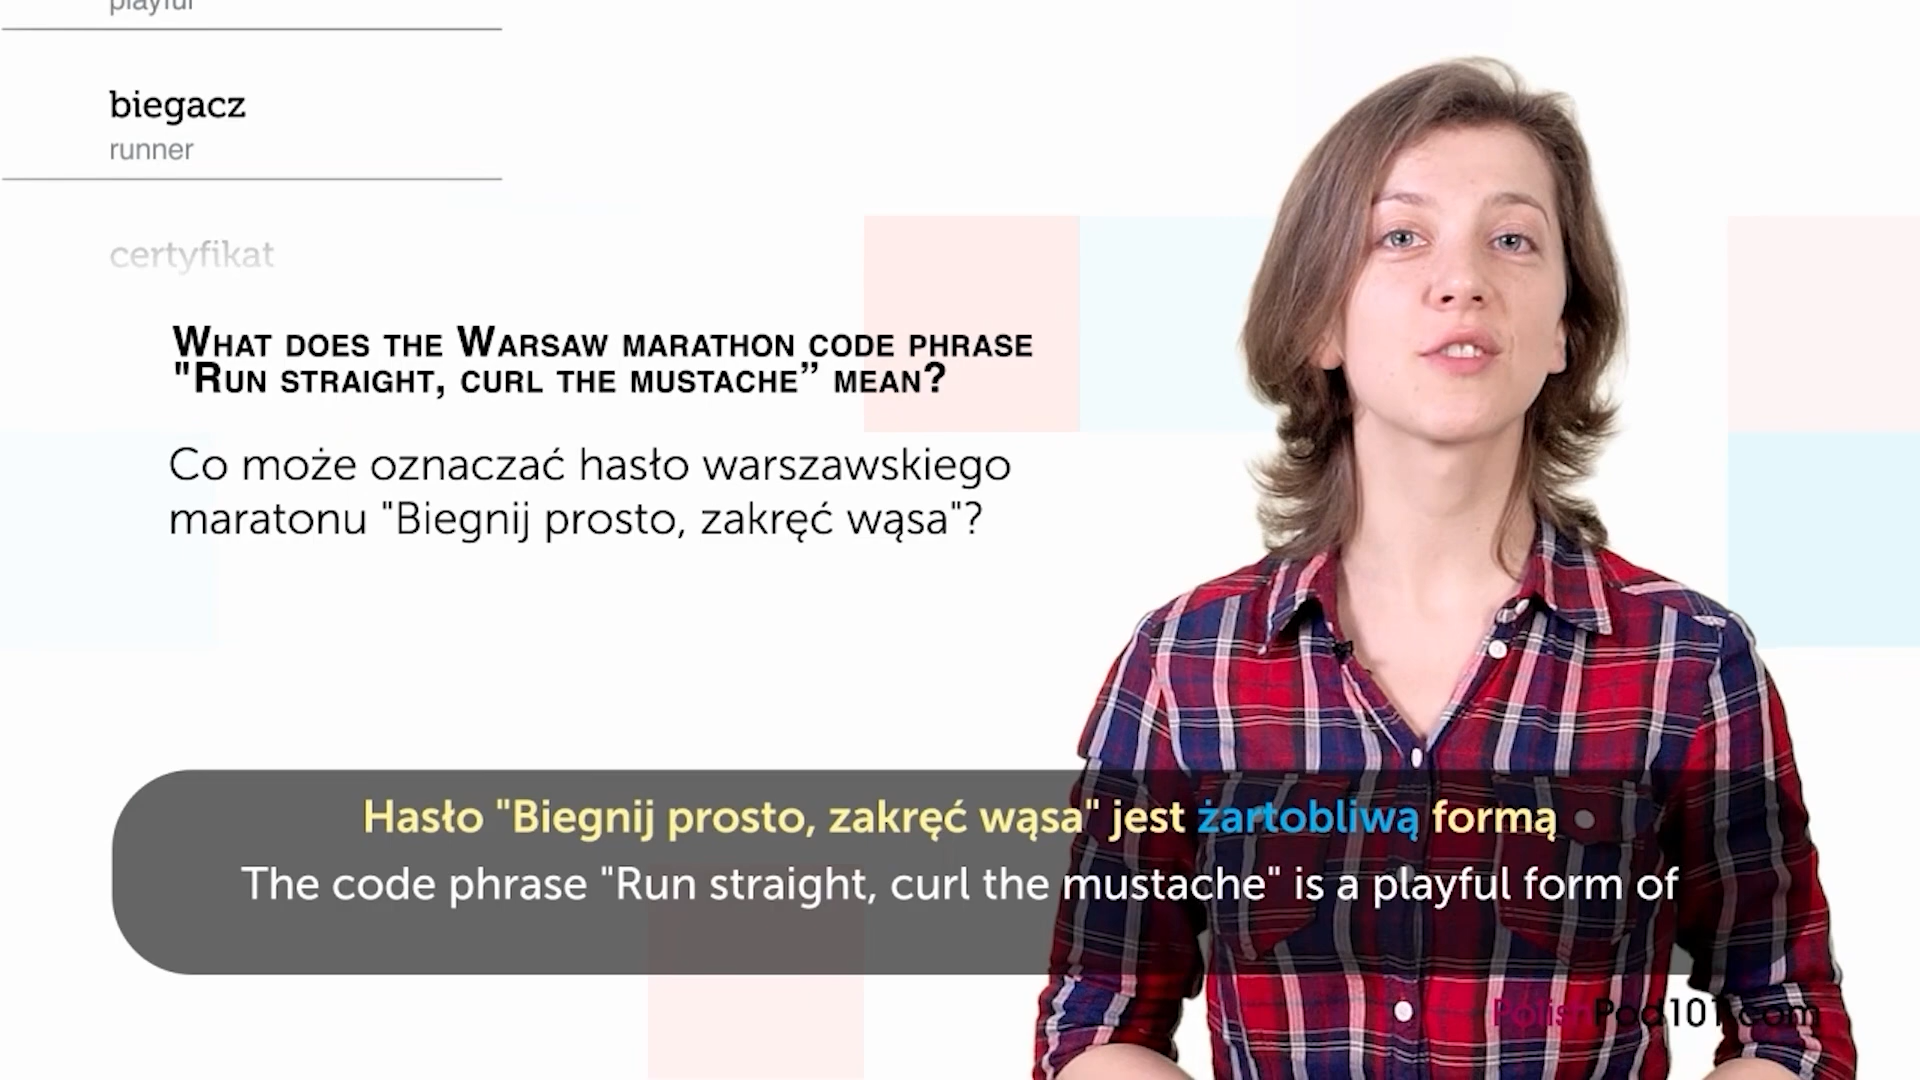 playful
biegacz
runner
certyfikat
WHAT DOES THE WARSAW MARATHON CODE PHRASE
"RUN STRAIGHT, CURL THE MUSTACHE” MEAN?
Co może oznaczać hasło warszawskiego
maratonu "Biegnij prosto, zakręć wąsa"?
Hasło "Biegnij prosto, zakręć wąsa" jest żartobliwą formą
The code phrase "Run straight, curl the mustache" is a playful form of
PolishPod101.com